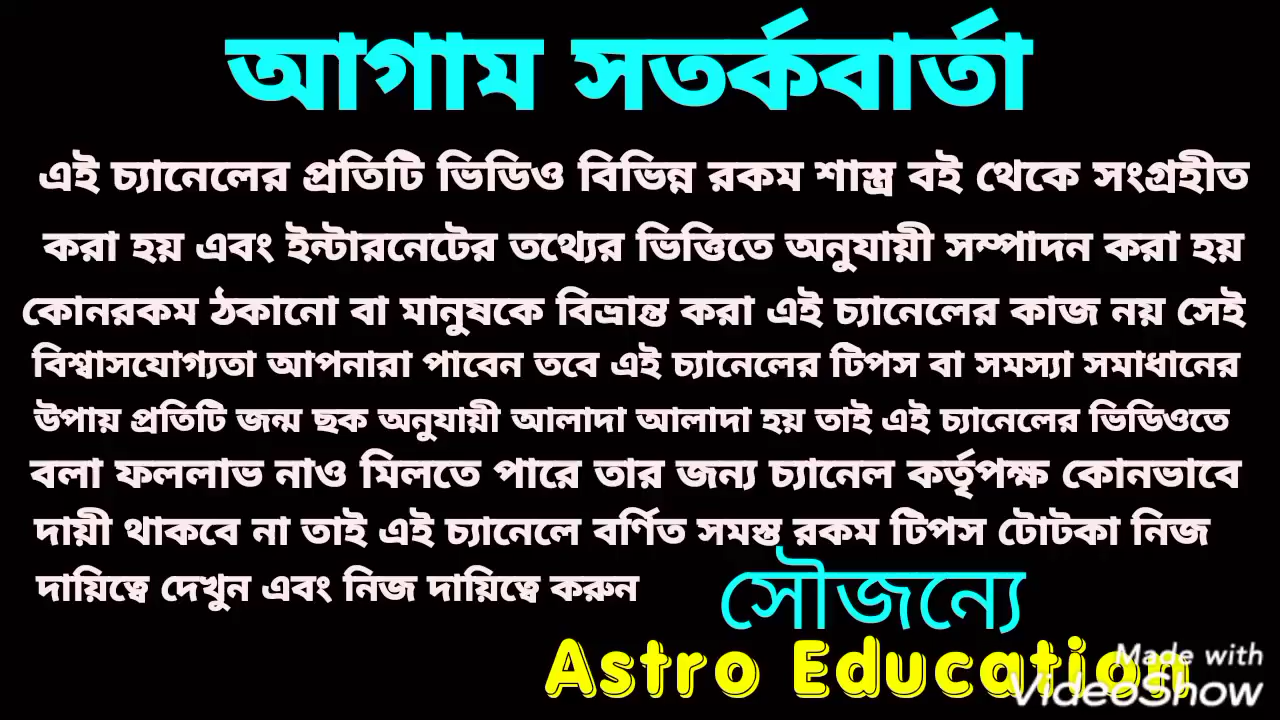 আগাম সতর্কবার্তা
এই চ্যানেলের প্রতিটি ভিডিও বিভিন্ন রকম শাস্ত্র বই থেকে সংগ্রহীত
করা হয় এবং ইন্টারনেটের তথ্যের ভিত্তিতে অনুযায়ী সম্পাদন করা হয়
কোনরকম ঠকানো বা মানুষকে বিভ্রান্ত করা এই চ্যানেলের কাজ নয় সেই
বিশ্বাসযোগ্যতা আপনারা পাবেন তবে এই চ্যানেলের টিপস বা সমস্যা সমাধানের
উপায় প্রতিটি জন্ম ছক অনুযায়ী আলাদা আলাদা হয় তাই এই চ্যানেলের ভিডিওতে
বলা ফললাভ নাও মিলতে পারে তার জন্য চ্যানেল কর্তৃপক্ষ কোনভাবে
দায়ী থাকবে না তাই এই চ্যানেলে বর্ণিত সমস্ত রকম টিপস টোটকা নিজ
দায়িত্বে দেখুন এবং নিজ দায়িত্বে করুন
সৌজন্যে
Astro Education
Made with
VideoShow